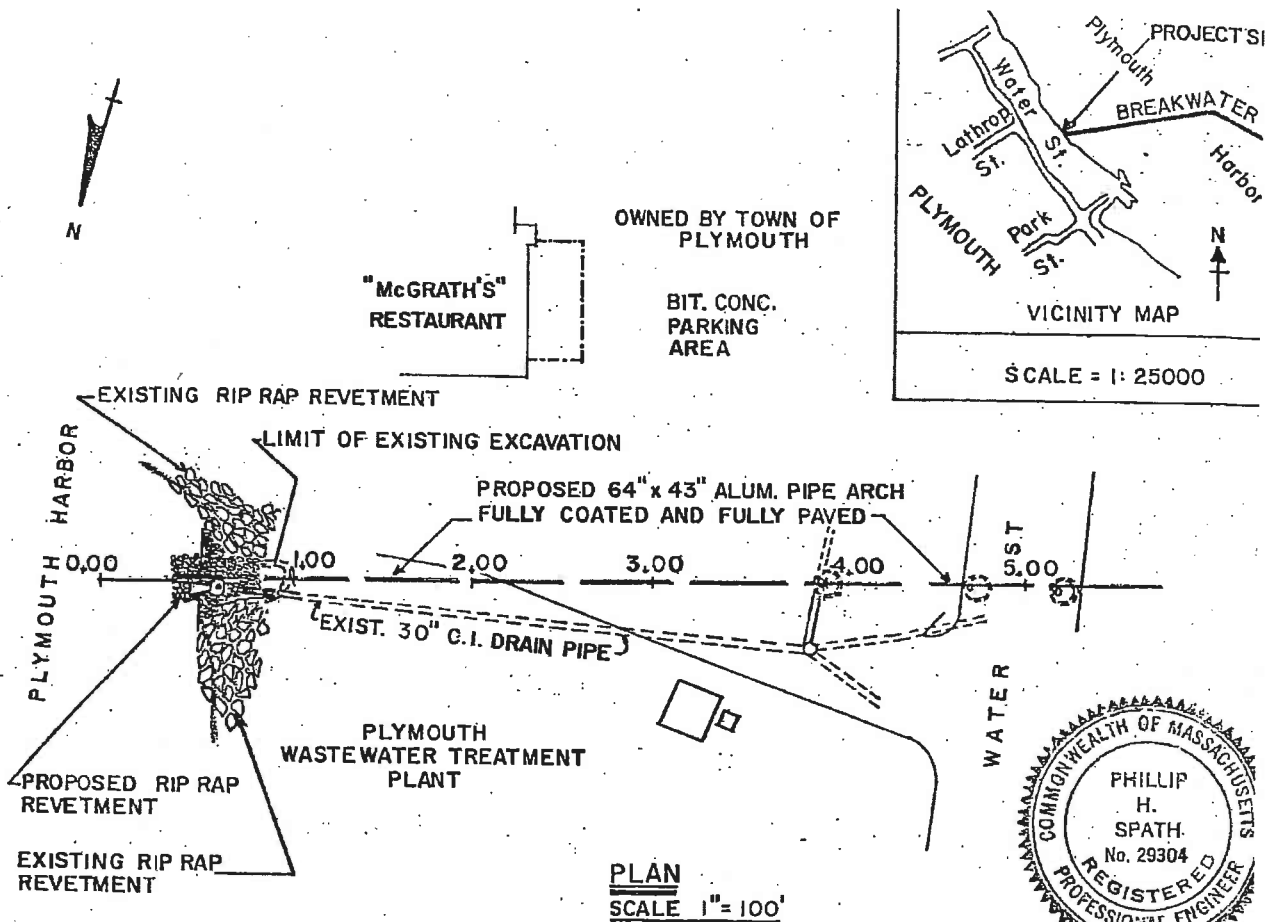 Plymouth
PROJECT SI
Water St.
BREAKWATER
Lathrop St.
Harbor
PLYMOUTH
Park St.
N
VICINITY MAP
SCALE = 1: 25000
N
OWNED BY TOWN OF
PLYMOUTH
"McGRATH'S"
RESTAURANT
BIT. CONC.
PARKING
AREA
EXISTING RIP RAP REVETMENT
LIMIT OF EXISTING EXCAVATION
PROPOSED 64" x 43" ALUM. PIPE ARCH
FULLY COATED AND FULLY PAVED
PLYMOUTH HARBOR
0.00
1.00
2.00
3.00
4.00
5.00
WATER ST
EXIST. 30" C.I. DRAIN PIPE
PLYMOUTH
WASTEWATER TREATMENT
PLANT
PROPOSED RIP RAP
REVETMENT
EXISTING RIP RAP
REVETMENT
PLAN
SCALE 1"= 100'
COMMONWEALTH OF MASSACHUSETTS
PHILLIP
H.
SPATH
No. 29304
REGISTERED
PROFESSIONAL ENGINEER